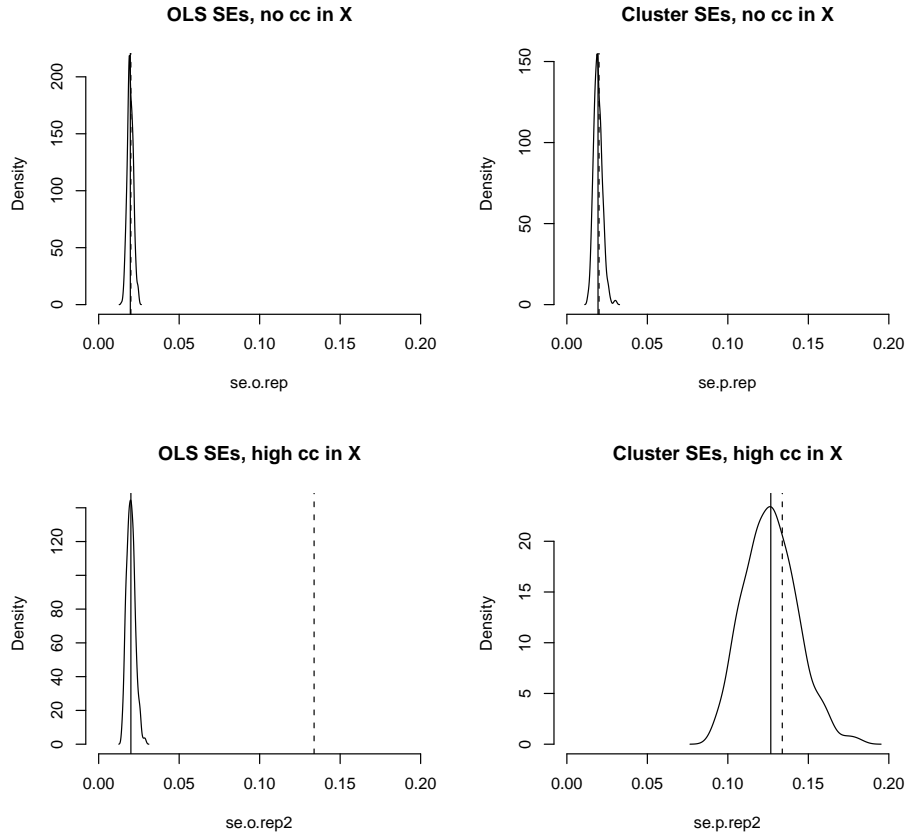 OLS SEs, no cc in X
Density
0
50
100
150
200
0.00 0.05 0.10 0.15 0.20
se.o.rep
Cluster SEs, no cc in X
Density
0
50
100
150
0.00 0.05 0.10 0.15 0.20
se.p.rep
OLS SEs, high cc in X
Density
0
20
40
60
80
120
0.00 0.05 0.10 0.15 0.20
se.o.rep2
Cluster SEs, high cc in X
Density
0
5
10
15
20
0.00 0.05 0.10 0.15 0.20
se.p.rep2